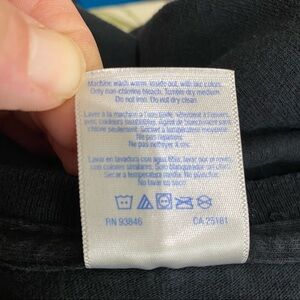 Machine wash warm, inside out, with like colors.
Only non-chlorine bleach. Tumble dry medium.
Do not iron. Do not dry clean.
Laver à la machine à l'eau tiède, à l'envers,
avec couleurs semblables. Agent de blanchiment sans
chlore seulement. Sécher à température moyenne.
Ne pas repasser.
Ne pas nettoyer à sec.
Lavar en lavadora con agua tibia, por el revés
con colores similares. Solo blanqueador sin cloro.
Secar a temperatura media. No planchar.
No lavar en seco
RN 93846 CA 25181